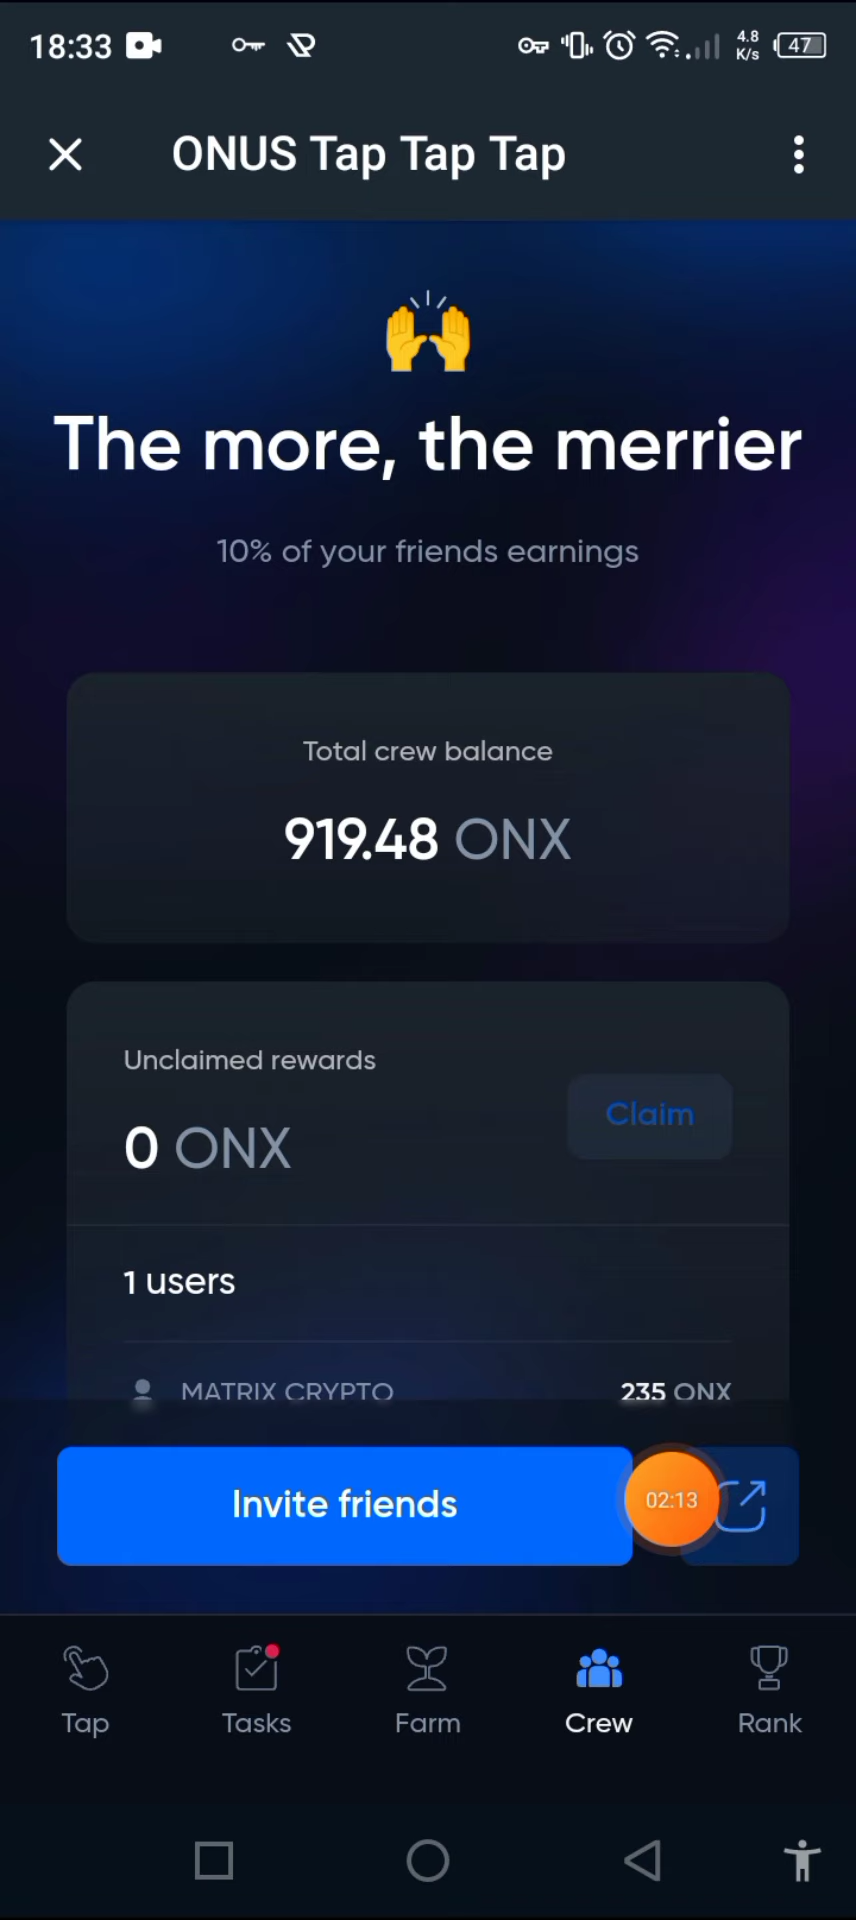 18:33
4.8 K/s
47
ONUS Tap Tap Tap
The more, the merrier
10% of your friends earnings
Total crew balance
919.48 ONX
Unclaimed rewards
0 ONX
Claim
1 users
MATRIX CRYPTO 235 ONX
Invite friends
02:13
Tap Tasks Farm Crew Rank